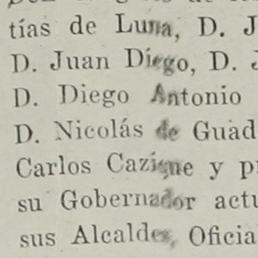 tías de Luna, D. J
D. Juan Diego, D. J
D. Diego Antonio
D. Nicolás de Guad
Carlos Cazique y p
su Gobernador actu
sus Alcaldes, Oficia